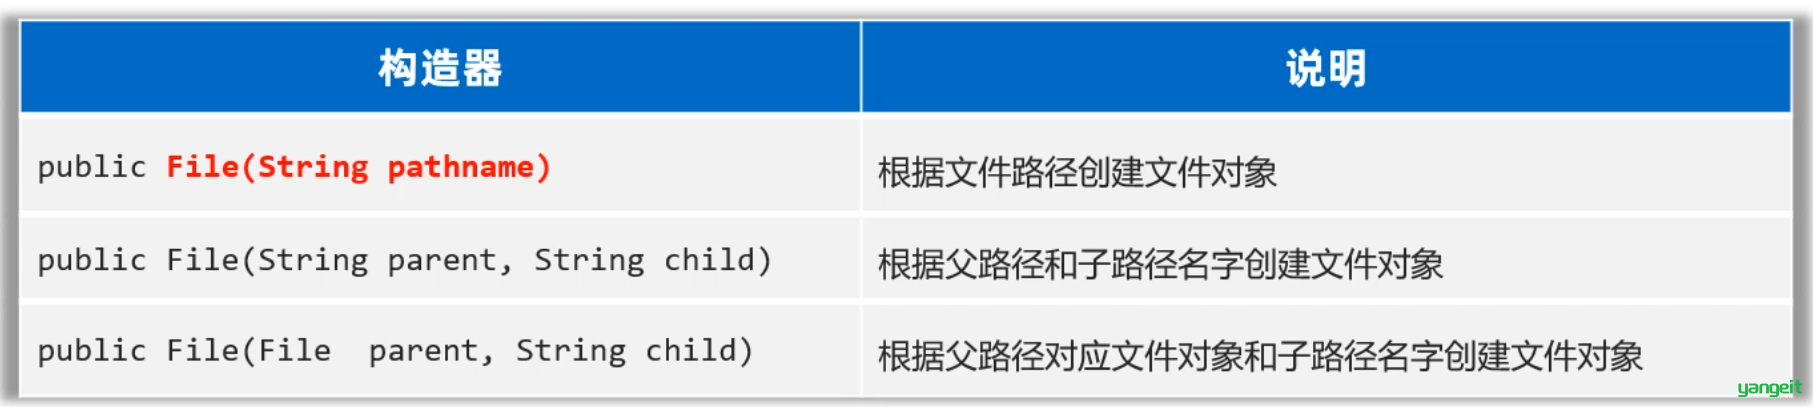 构造器 说明
public File(String pathname) 根据文件路径创建文件对象
public File(String parent, String child) 根据父路径和子路径名字创建文件对象
public File(File  parent, String child) 根据父路径对应文件对象和子路径名字创建文件对象
yangeit